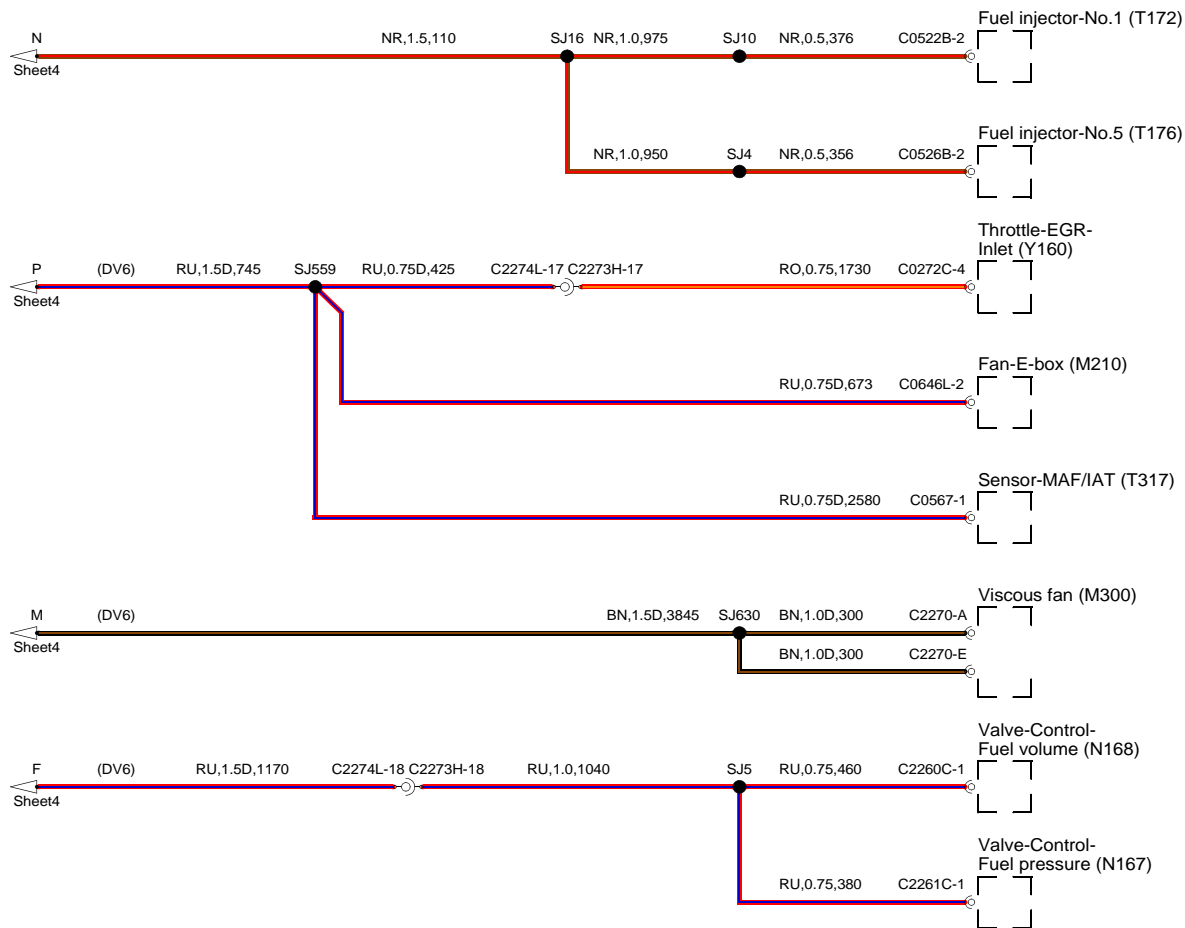 Fuel injector-No.1 (T172)
N NR,1.5,110 SJ16 NR,1.0,975 SJ10 NR,0.5,376 C0522B-2
Sheet4
Fuel injector-No.5 (T176)
NR,1.0,950 SJ4 NR,0.5,356 C0526B-2
Throttle-EGR-
Inlet (Y160)
P (DV6) RU,1.5D,745 SJ559 RU,0.75D,425 C2274L-17 C2273H-17 RO,0.75,1730 C0272C-4
Sheet4
Fan-E-box (M210)
RU,0.75D,673 C0646L-2
Sensor-MAF/IAT (T317)
RU,0.75D,2580 C0567-1
Viscous fan (M300)
M (DV6) BN,1.5D,3845 SJ630 BN,1.0D,300 C2270-A
Sheet4
BN,1.0D,300 C2270-E
Valve-Control-
Fuel volume (N168)
F (DV6) RU,1.5D,1170 C2274L-18 C2273H-18 RU,1.0,1040 SJ5 RU,0.75,460 C2260C-1
Sheet4
Valve-Control-
Fuel pressure (N167)
RU,0.75,380 C2261C-1